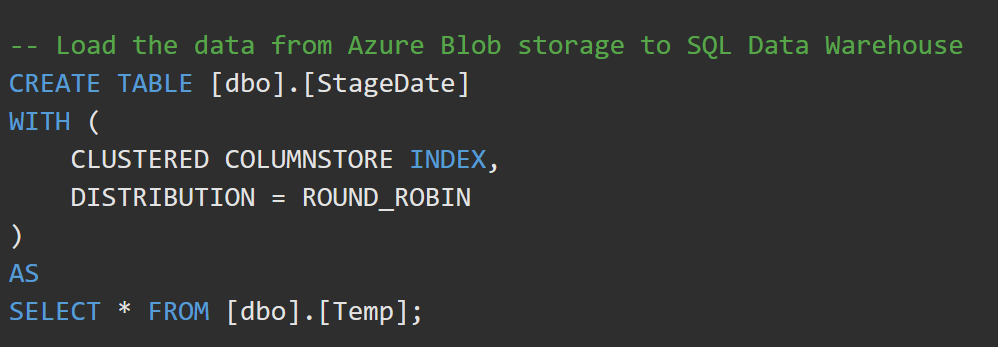 -- Load the data from Azure Blob storage to SQL Data Warehouse
CREATE TABLE [dbo].[StageDate]
WITH (
    CLUSTERED COLUMNSTORE INDEX,
    DISTRIBUTION = ROUND_ROBIN
)
AS
SELECT * FROM [dbo].[Temp];